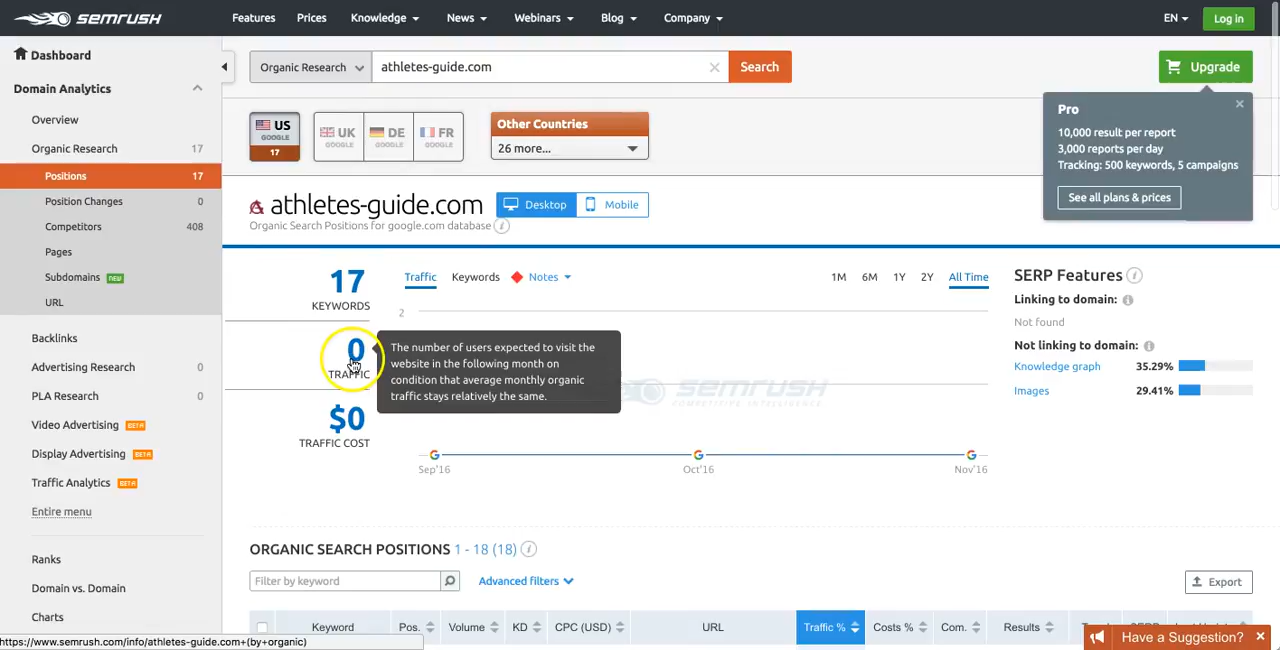 SEMRUSH
Features
Prices
Knowledge
News
Webinars
Blog
Company
EN
Log in
Dashboard
Domain Analytics
Overview
Organic Research 17
Positions 17
Position Changes 0
Competitors 408
Pages
Subdomains NEW
URL
Backlinks
Advertising Research 0
PLA Research 0
Video Advertising BETA
Display Advertising BETA
Traffic Analytics BETA
Entire menu
Ranks
Domain vs. Domain
Charts
https://www.semrush.com/info/athletes-guide.com+(by+organic)
Organic Research
athletes-guide.com
Search
Upgrade
Pro
10,000 result per report
3,000 reports per day
Tracking: 500 keywords, 5 campaigns
See all plans & prices
US
GOOGLE
17
UK
GOOGLE
DE
GOOGLE
FR
GOOGLE
Other Countries
26 more...
athletes-guide.com
Desktop
Mobile
Organic Search Positions for google.com database
17
KEYWORDS
0
TRAFFIC
$0
TRAFFIC COST
Traffic
Keywords
Notes
1M
6M
1Y
2Y
All Time
2
The number of users expected to visit the
website in the following month on
condition that average monthly organic
traffic stays relatively the same.
SEMRUSH
COMPETITIVE INTELLIGENCE
Sep'16
Oct'16
Nov'16
SERP Features
Linking to domain:
Not found
Not linking to domain:
Knowledge graph 35.29%
Images 29.41%
ORGANIC SEARCH POSITIONS 1 - 18 (18)
Filter by keyword
Advanced filters
Export
Keyword
Pos.
Volume
KD
CPC (USD)
URL
Traffic %
Costs %
Com.
Results
Have a Suggestion?